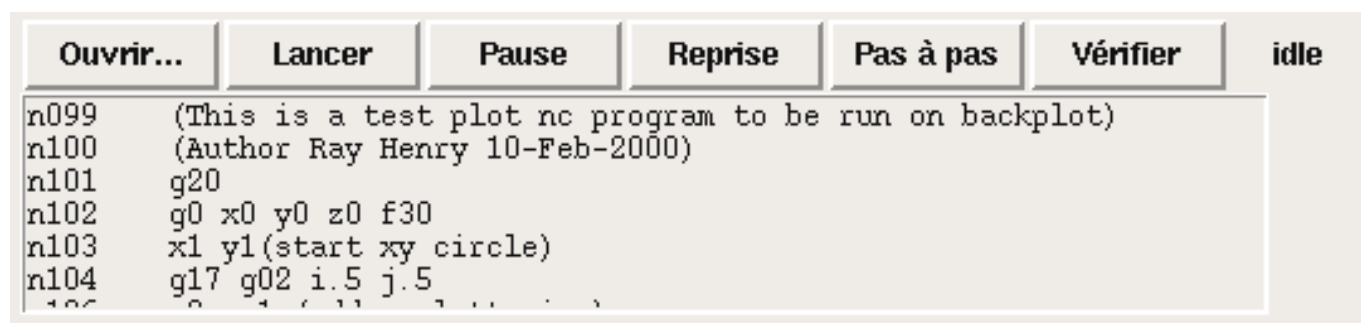 Ouvrir... Lancer Pause Reprise Pas à pas Vérifier idle
n099 (This is a test plot nc program to be run on backplot)
n100 (Author Ray Henry 10-Feb-2000)
n101 g20
n102 g0 x0 y0 z0 f30
n103 x1 y1(start xy circle)
n104 g17 g02 i.5 j.5